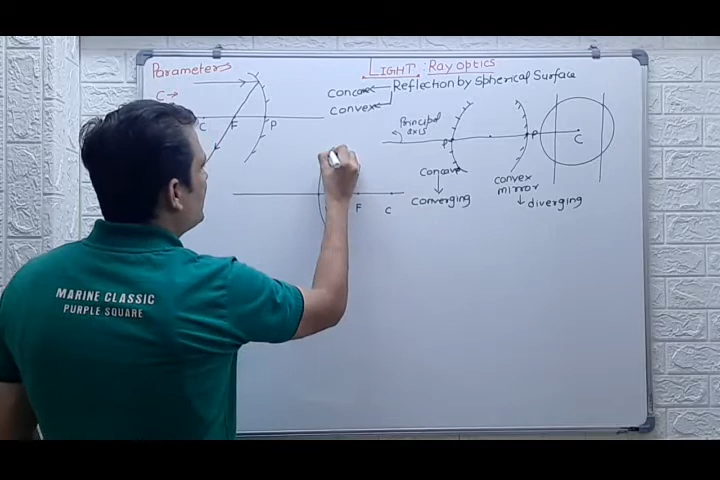 LIGHT : Ray optics
Parameters
Reflection by Spherical Surface
Concave
Convex
C →
C
F
P
Principal
axis
P
P
C
Concave
↓
converging
convex
mirror
↓ diverging
F
C
MARINE CLASSIC
PURPLE SQUARE